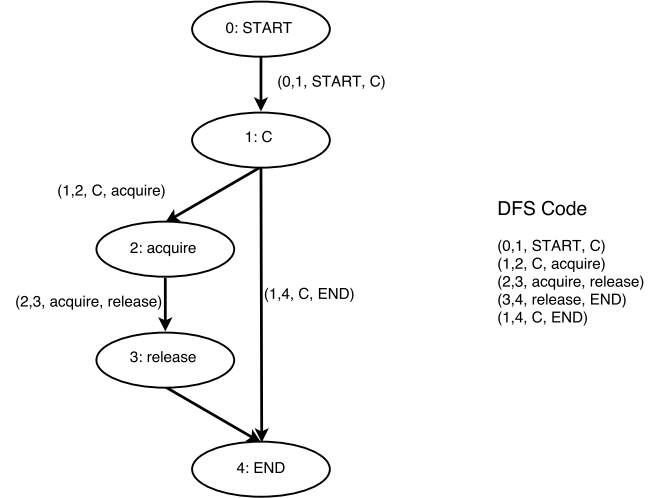 0: START
(0,1, START, C)
1: C
(1,2, C, acquire)
2: acquire
(2,3, acquire, release)
(1,4, C, END)
3: release
4: END
DFS Code
(0,1, START, C)
(1,2, C, acquire)
(2,3, acquire, release)
(3,4, release, END)
(1,4, C, END)